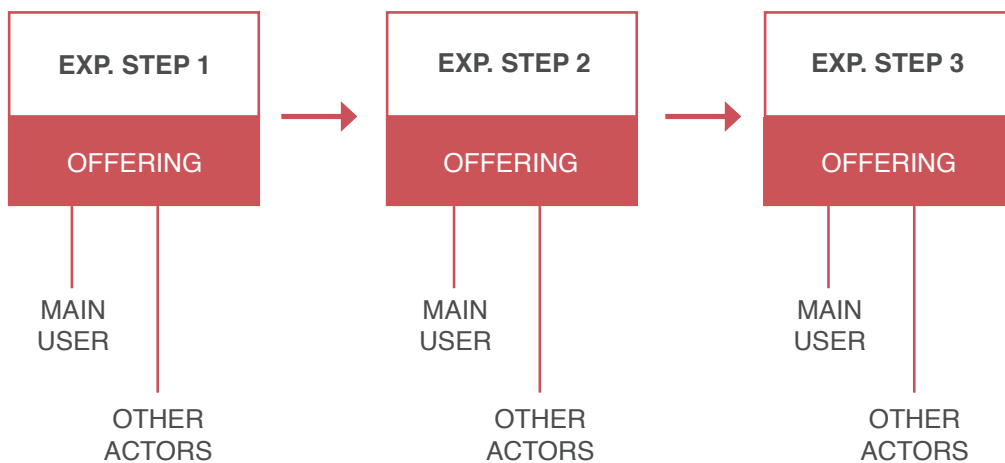 EXP. STEP 1
OFFERING
MAIN
USER
OTHER
ACTORS
EXP. STEP 2
OFFERING
MAIN
USER
OTHER
ACTORS
EXP. STEP 3
OFFERING
MAIN
USER
OTHER
ACTORS